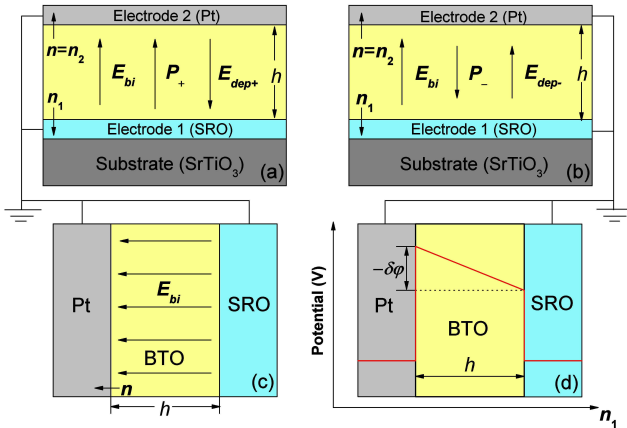 Electrode 2 (Pt)
n=n2
Ebi
P+
Edep+
h
n1
Electrode 1 (SRO)
Substrate (SrTiO3)
(a)
Electrode 2 (Pt)
n=n2
Ebi
P−
Edep-
h
n1
Electrode 1 (SRO)
Substrate (SrTiO3)
(b)
Pt
Ebi
SRO
BTO
n
h
(c)
Potential (V)
−δφ
Pt
SRO
BTO
h
(d)
n1